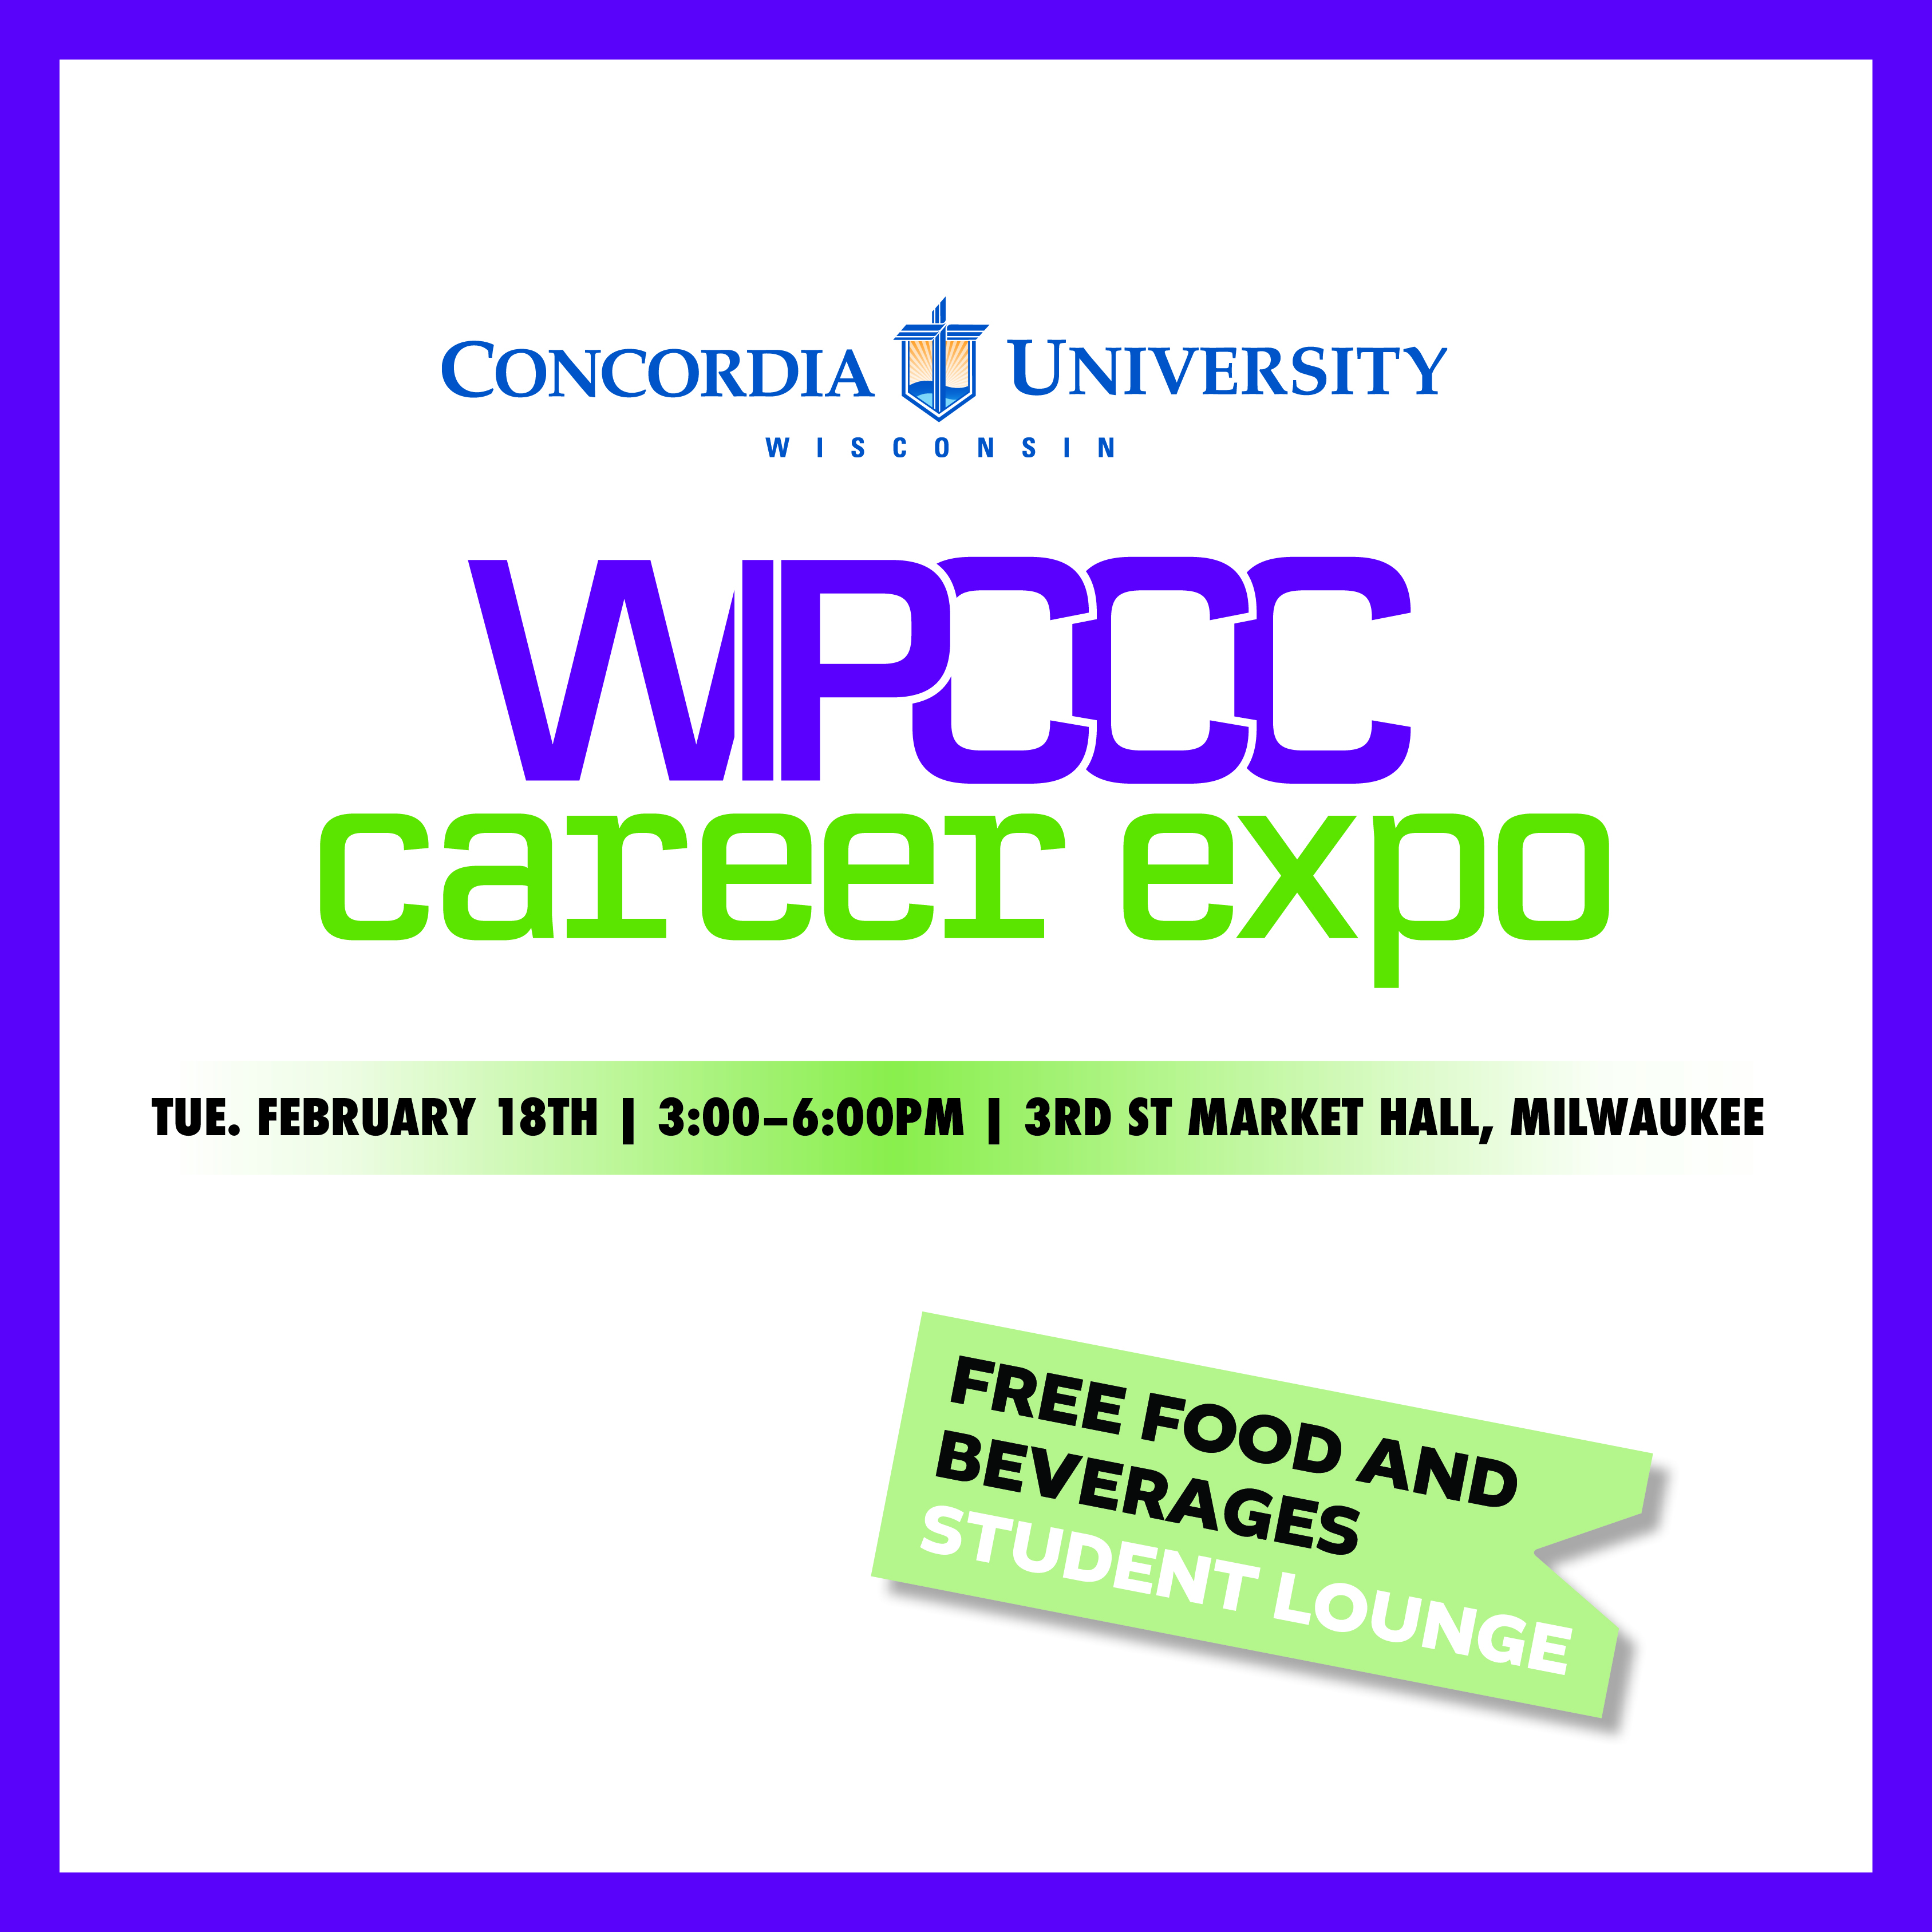 CONCORDIA UNIVERSITY
WISCONSIN
WIPCCC
career expo
TUE. FEBRUARY 18TH | 3:00–6:00PM | 3RD ST MARKET HALL, MILWAUKEE
FREE FOOD AND
BEVERAGES
STUDENT LOUNGE